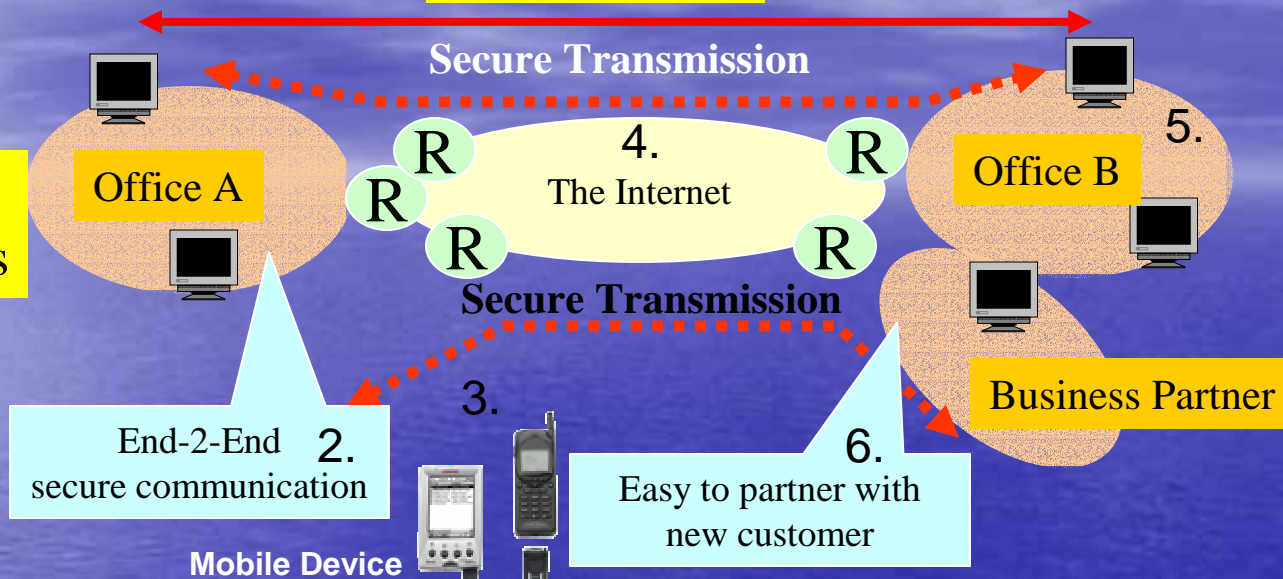 Secure Transmission
5.
R
4.
R
Office A
R
The Internet
Office B
s
R
R
Secure Transmission
3.
Business Partner
End-2-End 2.
secure communication
6.
Easy to partner with
new customer
Mobile Device